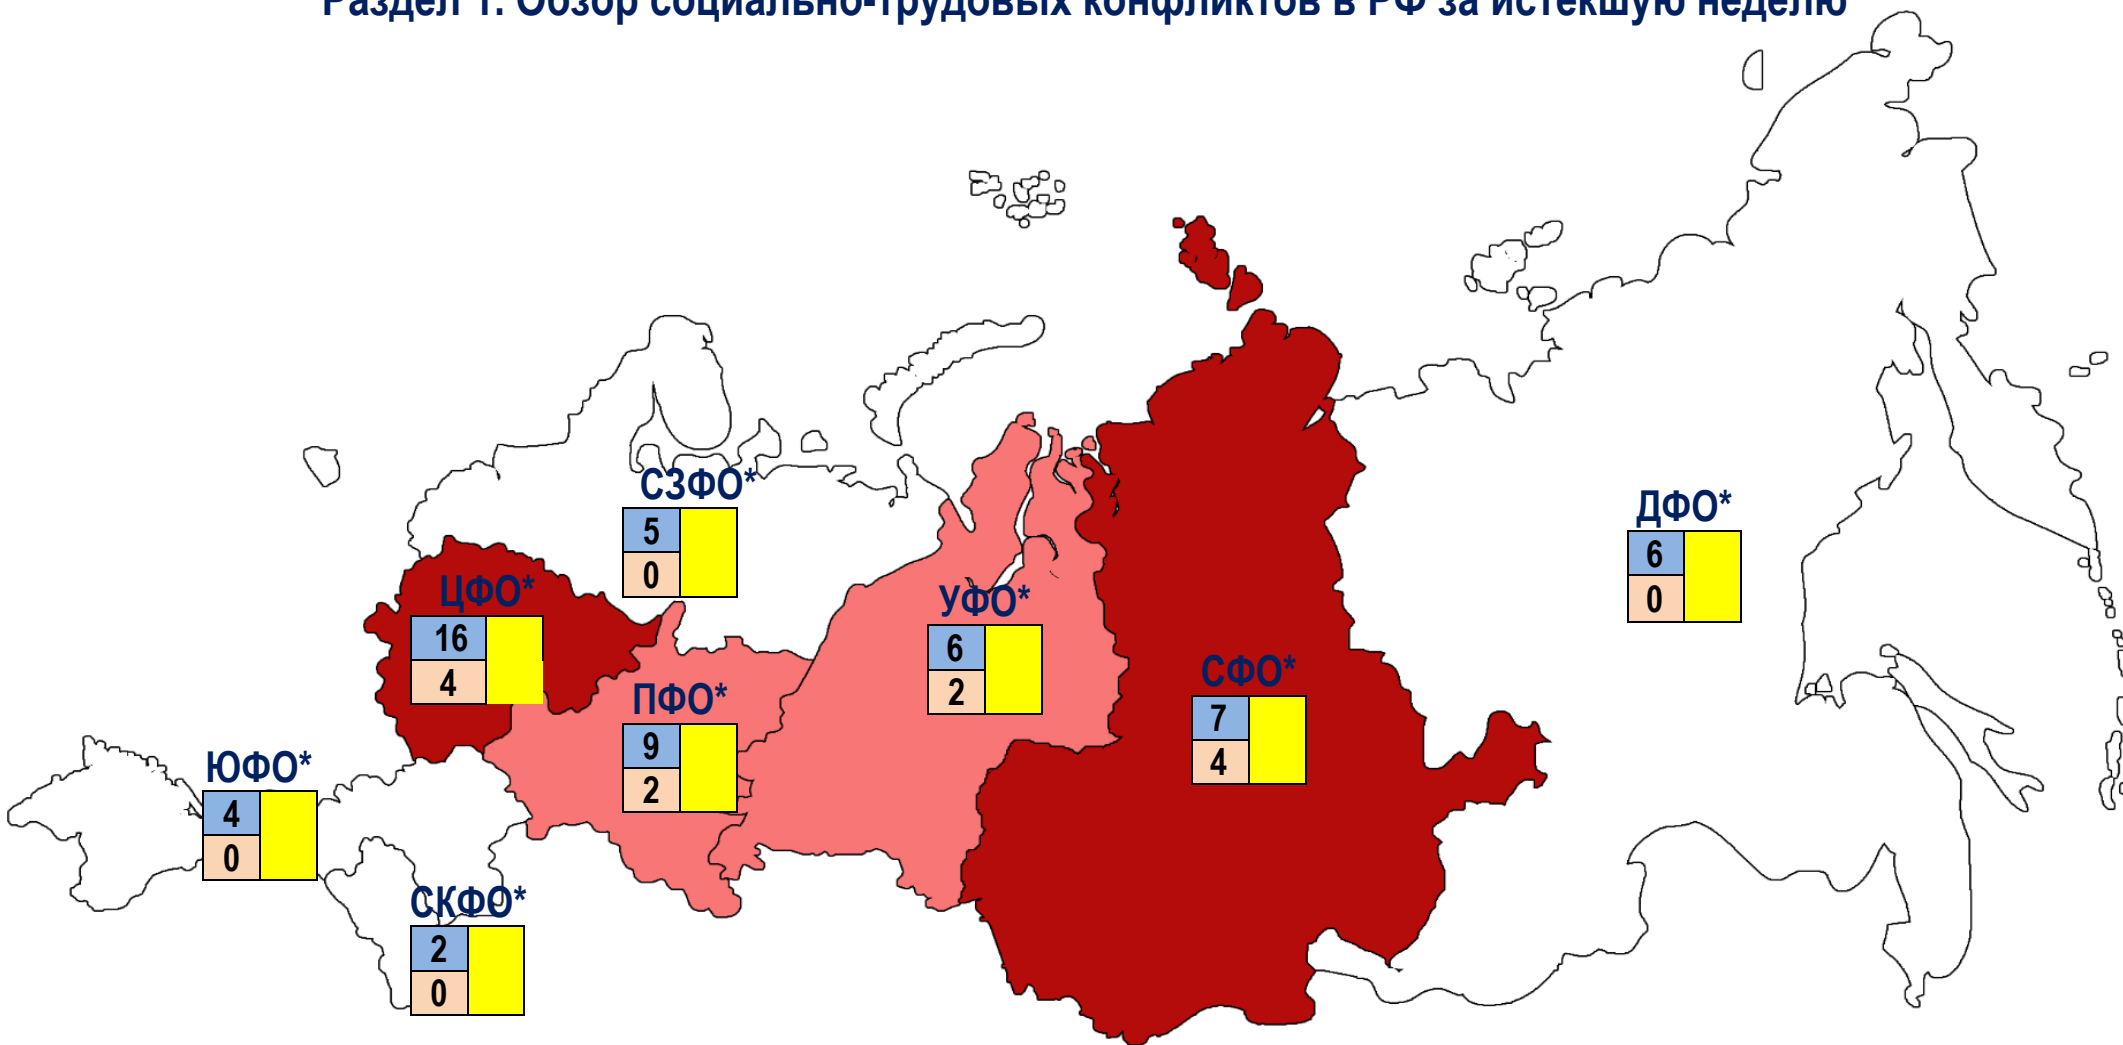 Раздел 1. Обзор социально-трудовых конфликтов в РФ за истекшую неделю
СЗФО*
5
0
ДФО*
6
0
ЦФО*
16
4
УФО*
6
2
СФО*
7
4
ПФО*
9
2
ЮФО*
4
0
СКФО*
2
0